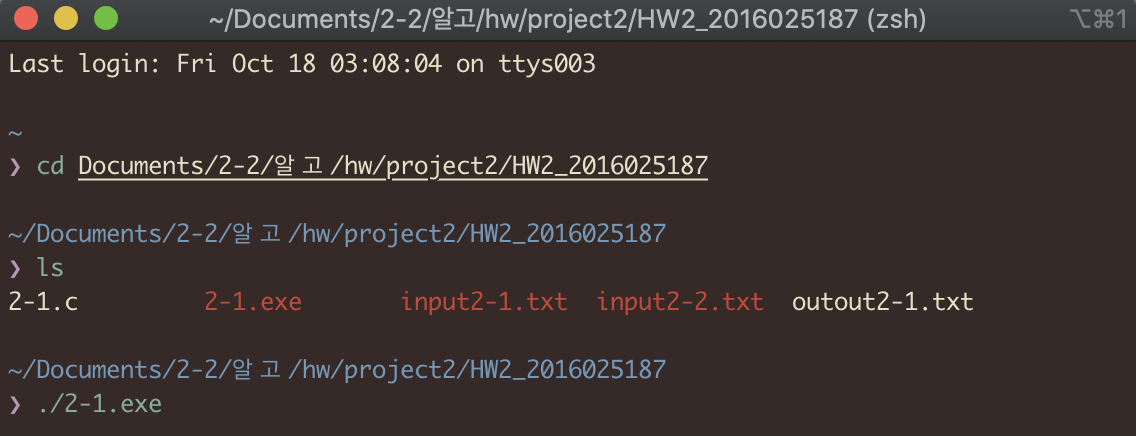 ~/Documents/2-2/알고/hw/project2/HW2_2016025187 (zsh) ⌥⌘1
Last login: Fri Oct 18 03:08:04 on ttys003
~
❯ cd Documents/2-2/알고/hw/project2/HW2_2016025187
~/Documents/2-2/알고/hw/project2/HW2_2016025187
❯ ls
2-1.c 2-1.exe input2-1.txt input2-2.txt outout2-1.txt
~/Documents/2-2/알고/hw/project2/HW2_2016025187
❯ ./2-1.exe